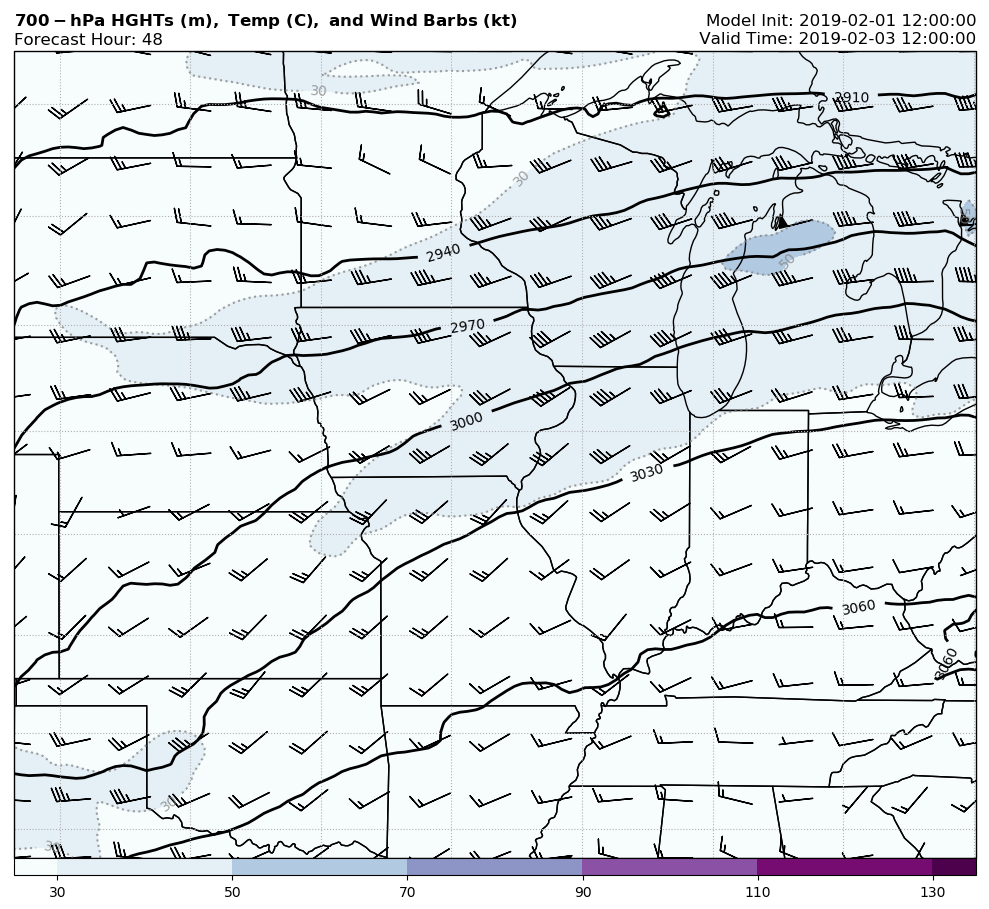 700-hPa HGHTs (m), Temp (C), and Wind Barbs (kt)
Model Init: 2019-02-01 12:00:00
Forecast Hour: 48
Valid Time: 2019-02-03 12:00:00
30
2910
30
2940
50
2970
3000
3030
3060
3060
30
30
30 50 70 90 110 130